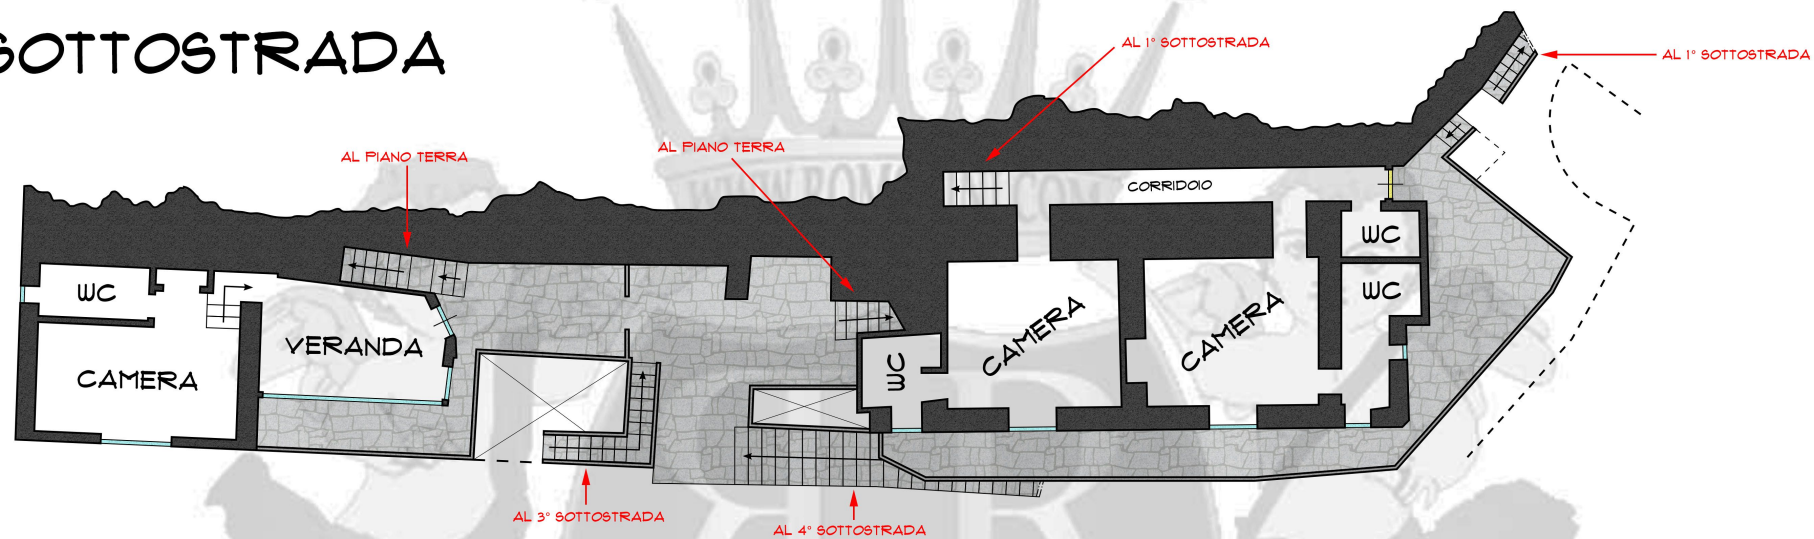 SOTTOSTRADA
AL 1° SOTTOSTRADA
AL 1° SOTTOSTRADA
AL PIANO TERRA
AL PIANO TERRA
CORRIDOIO
WC
WC
WC
VERANDA
CAMERA
WC
CAMERA
CAMERA
AL 3° SOTTOSTRADA
AL 4° SOTTOSTRADA